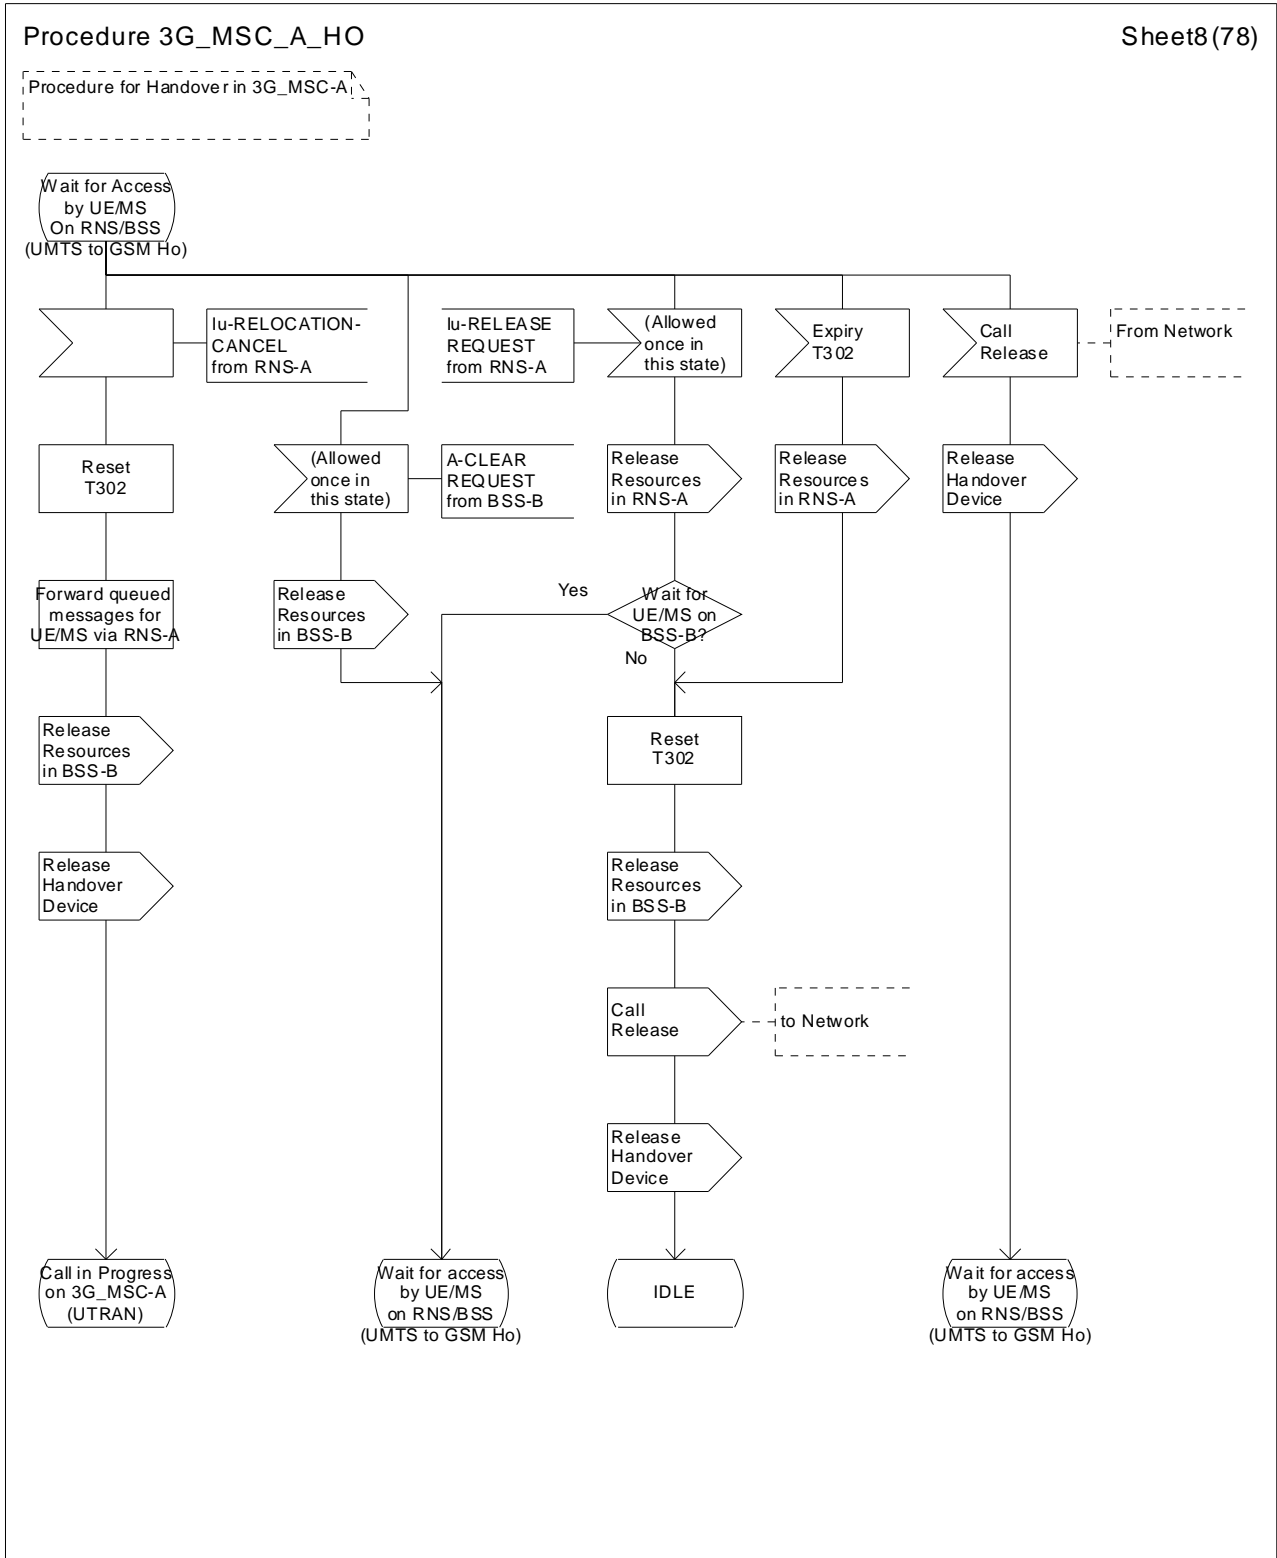 Procedure 3G_MSC_A_HO
Sheet8(78)
Procedure for Handover in 3G_MSC-A
Wait for Access
by UE/MS
On RNS/BSS
(UMTS to GSM Ho)
Iu-RELOCATION-
CANCEL
from RNS-A
Iu-RELEASE
REQUEST
from RNS-A
(Allowed
once in
this state)
Expiry
T302
Call
Release
From Network
Reset
T302
(Allowed
once in
this state)
A-CLEAR
REQUEST
from BSS-B
Release
Resources
in RNS-A
Release
Resources
in RNS-A
Release
Handover
Device
Forward queued
messages for
UE/MS via RNS-A
Release
Resources
in BSS-B
Yes
Wait for
UE/MS on
BSS-B?
No
Release
Resources
in BSS-B
Reset
T302
Release
Handover
Device
Release
Resources
in BSS-B
Call
Release
to Network
Release
Handover
Device
Call in Progress
on 3G_MSC-A
(UTRAN)
Wait for access
by UE/MS
on RNS/BSS
(UMTS to GSM Ho)
IDLE
Wait for access
by UE/MS
on RNS/BSS
(UMTS to GSM Ho)